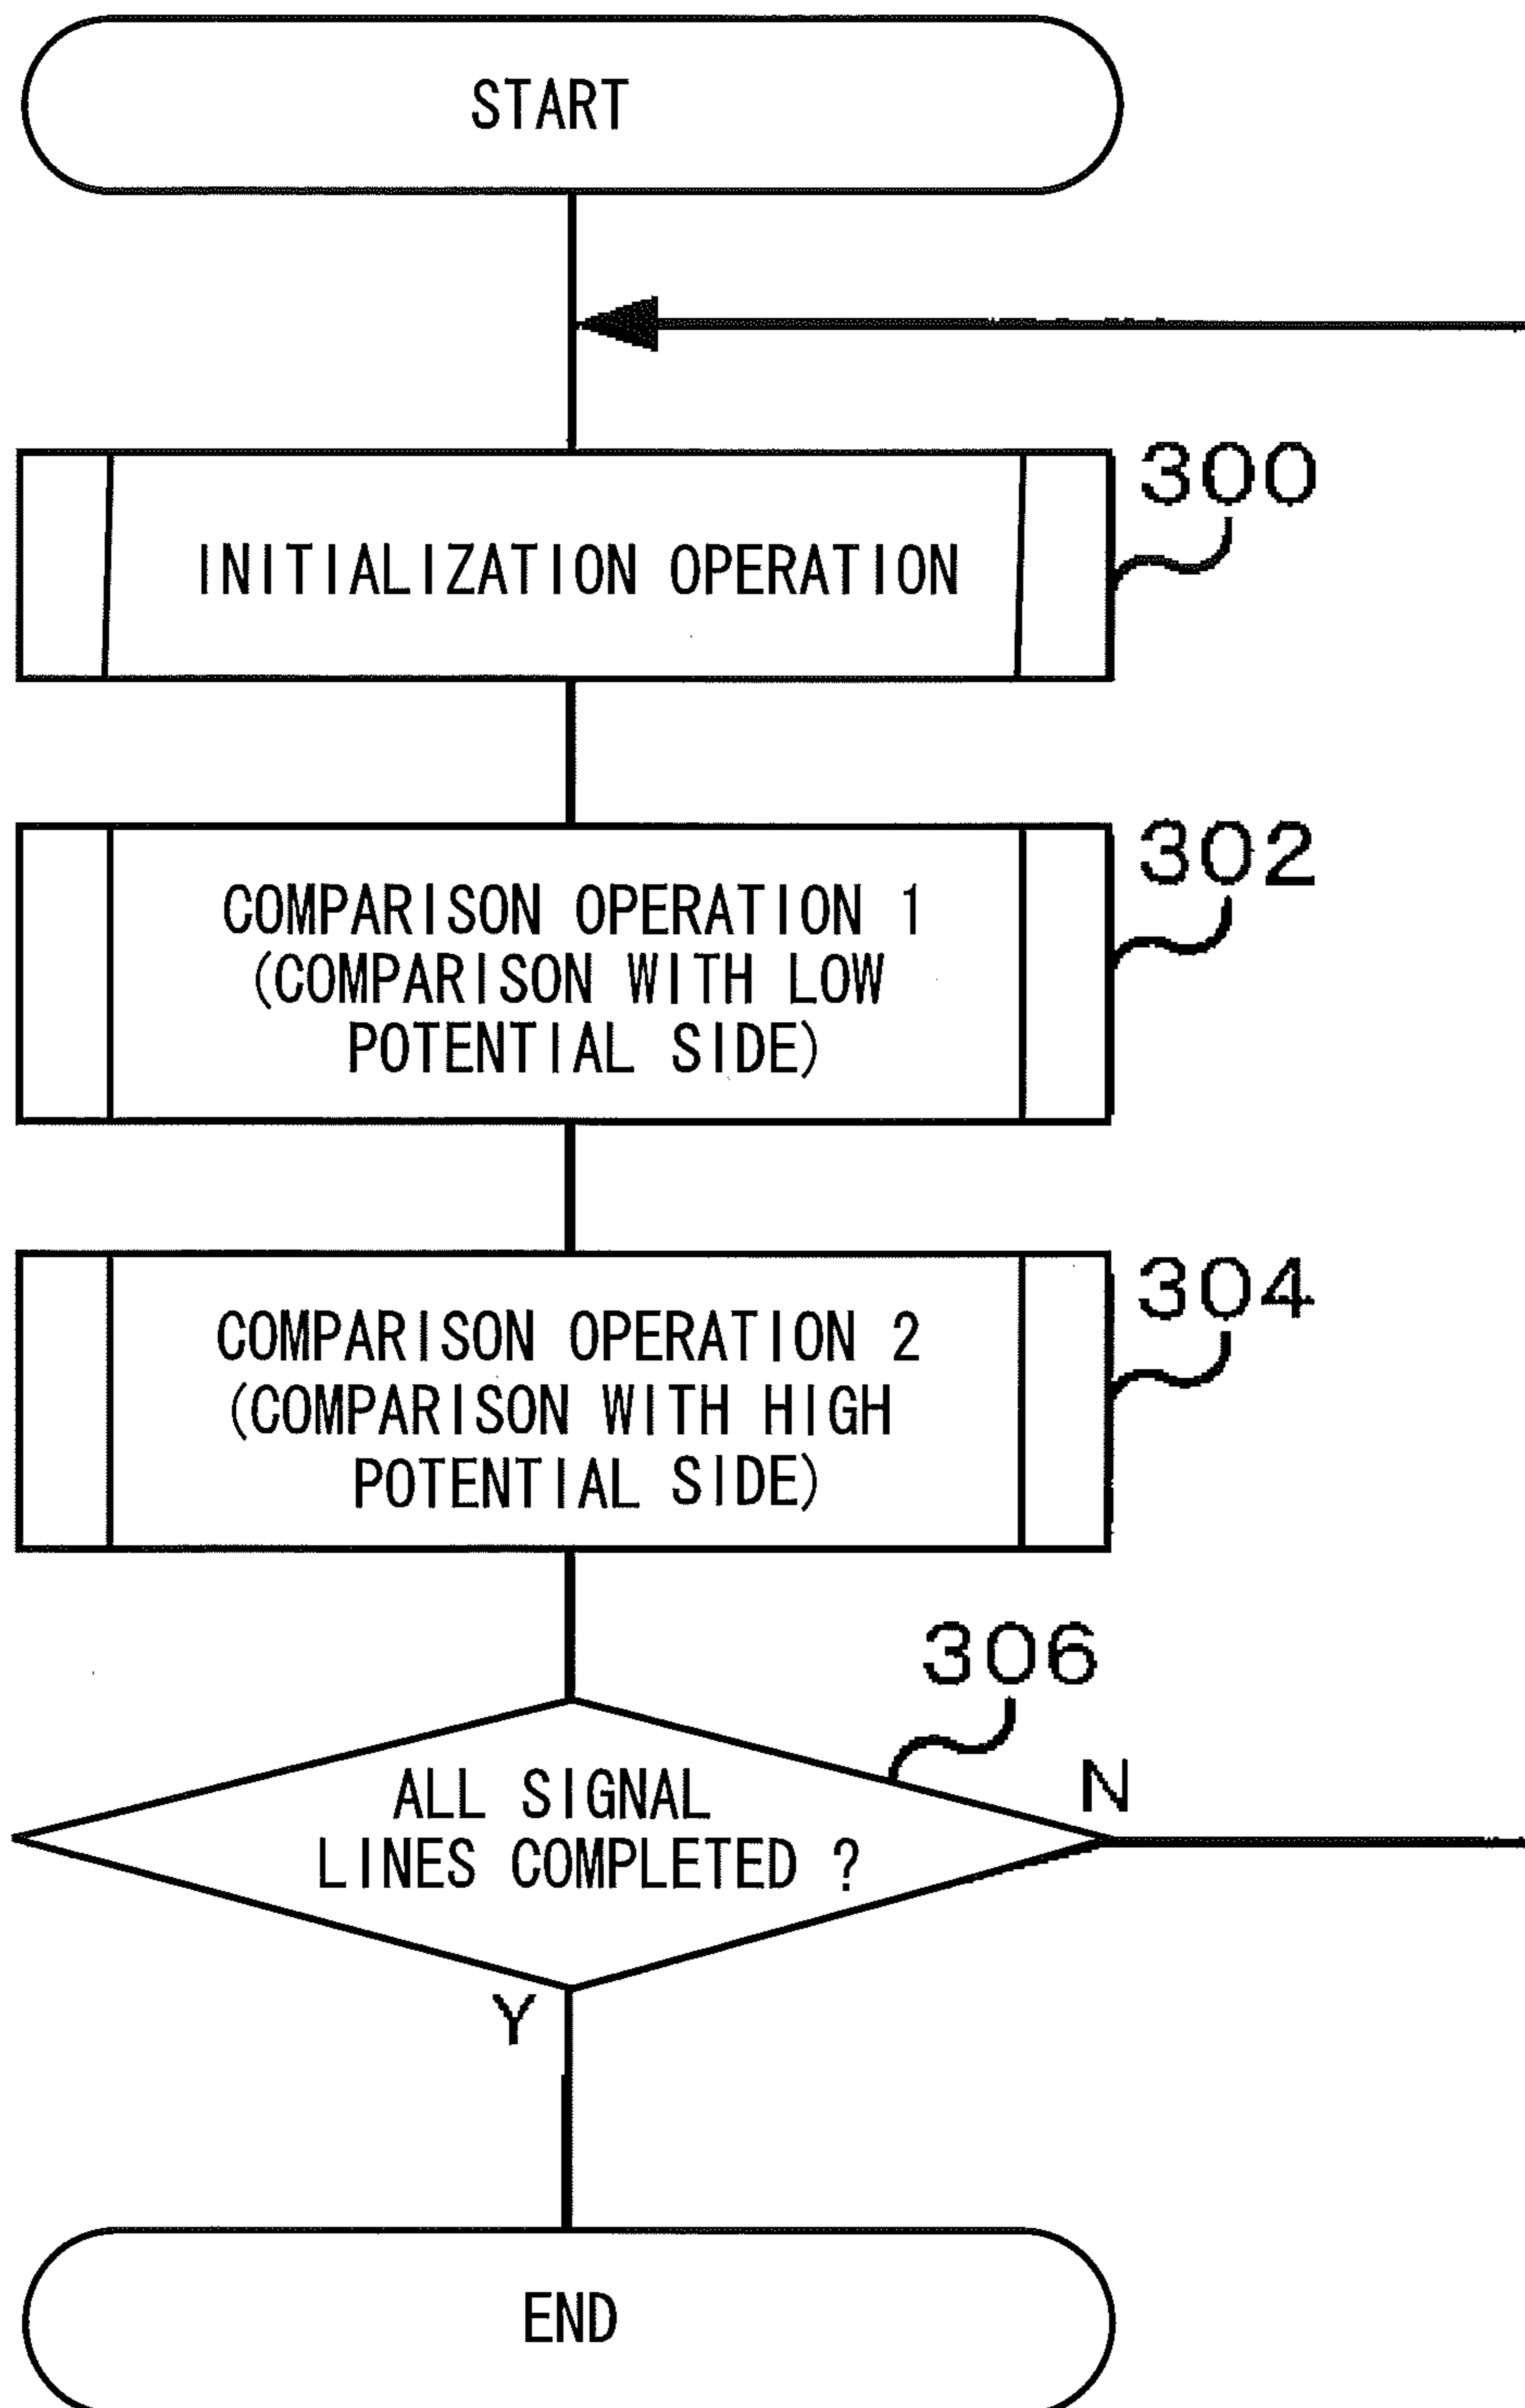 START
300
INITIALIZATION OPERATION
302
COMPARISON OPERATION 1
(COMPARISON WITH LOW
POTENTIAL SIDE)
304
COMPARISON OPERATION 2
(COMPARISON WITH HIGH
POTENTIAL SIDE)
306
N
ALL SIGNAL
LINES COMPLETED ?
Y
END